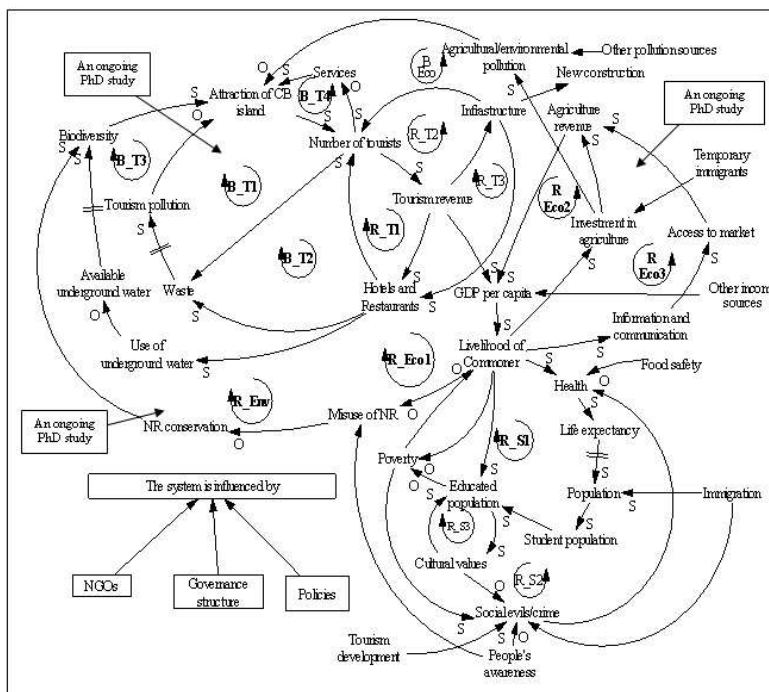 An ongoing
PhD study
Agricultural/environmental
pollution
Other pollution sources
B
Eco
O
S
Services
S
O
Attraction of CB
island
B_T4
New construction
S
Biodiversity
S
O
S
Infrastructure
S
Agriculture
revenue
An ongoing
PhD study
S
S
S
B_T3
Number of tourists
R_T2
S
S
B_T1
S
S
Temporary
immigrants
Tourism pollution
Tourism revenue
R_T3
R
Eco2
S
R_T1
Investment in
agriculture
Access to market
B_T2
R
Eco3
S
S
S
S
Available
underground water
Waste
S
Hotels and
Restaurants
S
GDP per capita
Other incom
sources
O
S
S
Information and
communication
Use of
underground water
S
R_Eco1
Livelihood of
Commoner
S
S
O
S
Health
O
Food safety
R_Env
S
An ongoing
PhD study
NR conservation
O
Misuse of NR
O
R_S1
Life expectancy
Poverty
O
S
S
The system is influenced by
O
Educated
population
S
Population
S
Immigration
R_S3
S
S
Student population
NGOs
Governance
structure
Policies
Cultural values
O
R_S2
Social evils/crime
S
S
O
Tourism
development
People's
awareness